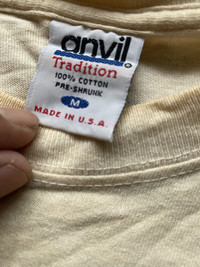 anvil.
Tradition
100% COTTON
PRE-SHRUNK
M
MADE IN U.S.A.